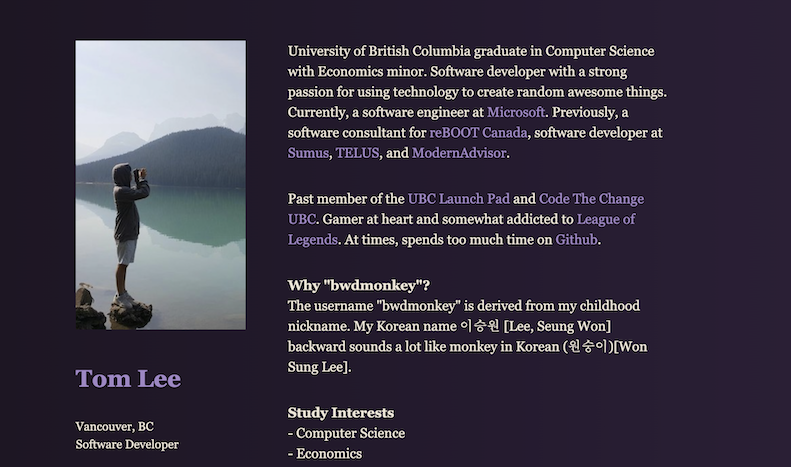 University of British Columbia graduate in Computer Science
with Economics minor. Software developer with a strong
passion for using technology to create random awesome things.
Currently, a software engineer at Microsoft. Previously, a
software consultant for reBOOT Canada, software developer at
Sumus, TELUS, and ModernAdvisor.
Past member of the UBC Launch Pad and Code The Change
UBC. Gamer at heart and somewhat addicted to League of
Legends. At times, spends too much time on Github.
Why "bwdmonkey"?
The username "bwdmonkey" is derived from my childhood
nickname. My Korean name 이승원 [Lee, Seung Won]
backward sounds a lot like monkey in Korean (원숭이)[Won
Sung Lee].
Study Interests
- Computer Science
- Economics
Tom Lee
Vancouver, BC
Software Developer